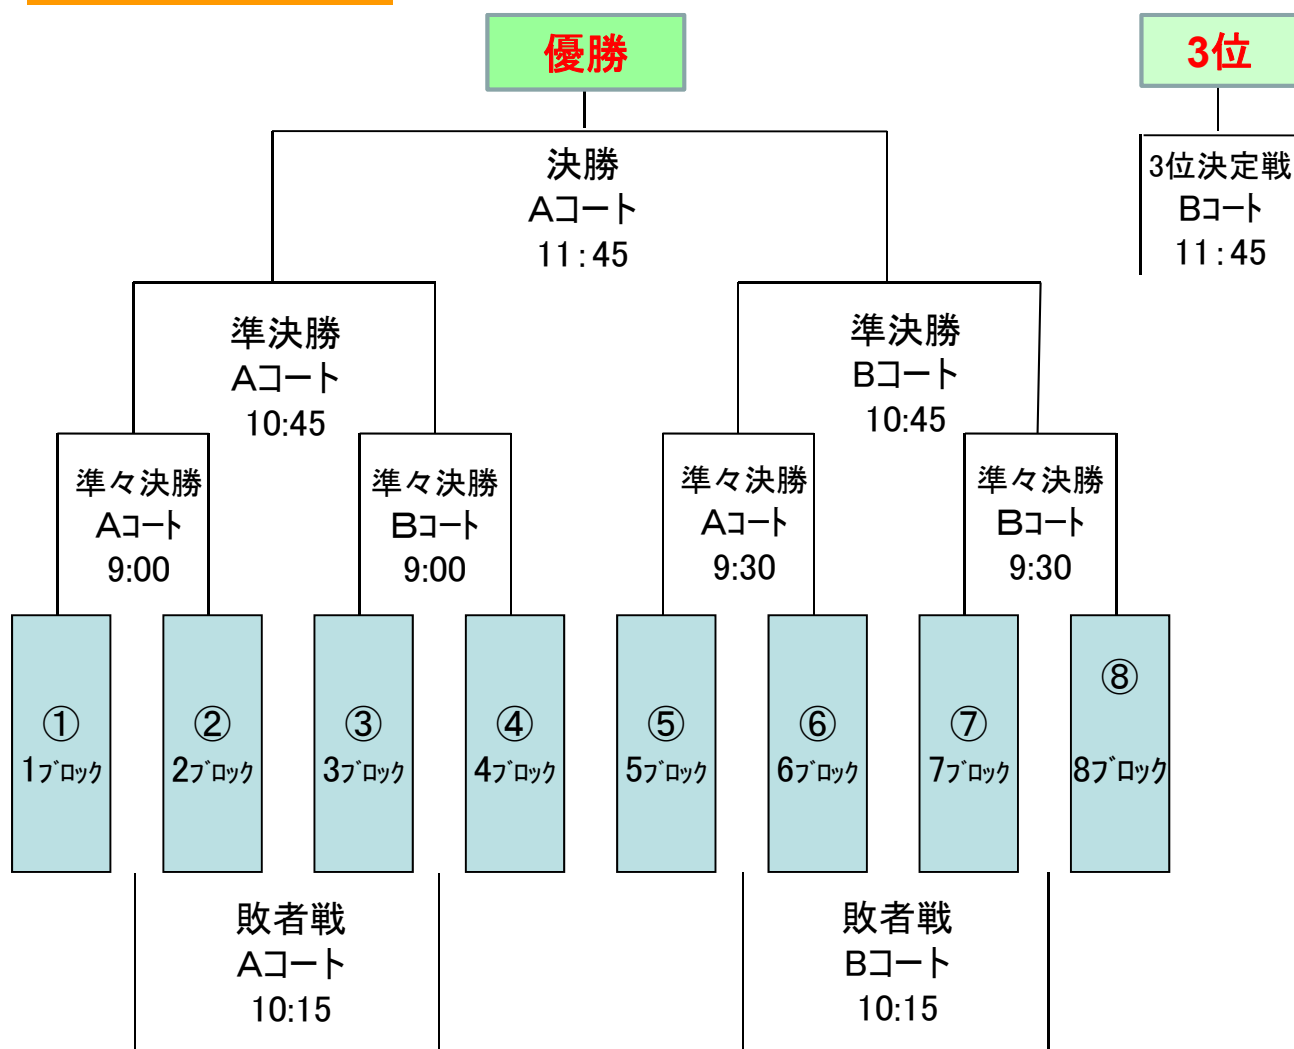 優勝
3位
決勝
Aコート
11:45
3位決定戦
Bコート
11:45
準決勝
Aコート
10:45
準決勝
Bコート
10:45
準々決勝
Aコート
9:00
準々決勝
Bコート
9:00
準々決勝
Aコート
9:30
準々決勝
Bコート
9:30
①
1ブロック
②
2ブロック
③
3ブロック
④
4ブロック
⑤
5ブロック
⑥
6ブロック
⑦
7ブロック
⑧
8ブロック
敗者戦
Aコート
10:15
敗者戦
Bコート
10:15